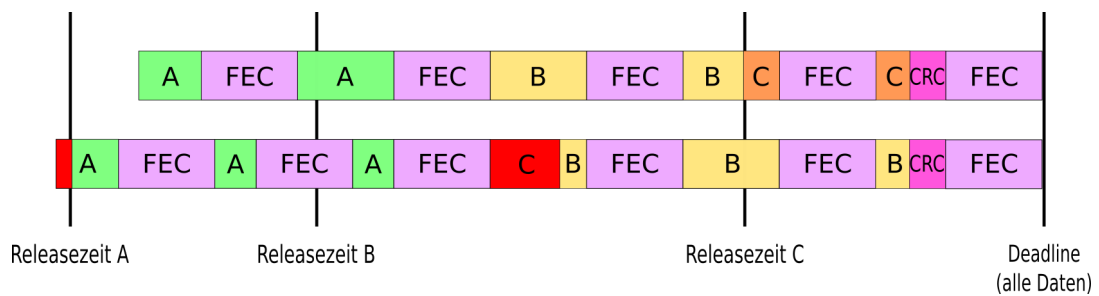 A FEC A FEC B FEC B C FEC C CRC FEC
A FEC A FEC A FEC C B FEC B FEC B CRC FEC
Releasezeit A Releasezeit B Releasezeit C Deadline
(alle Daten)